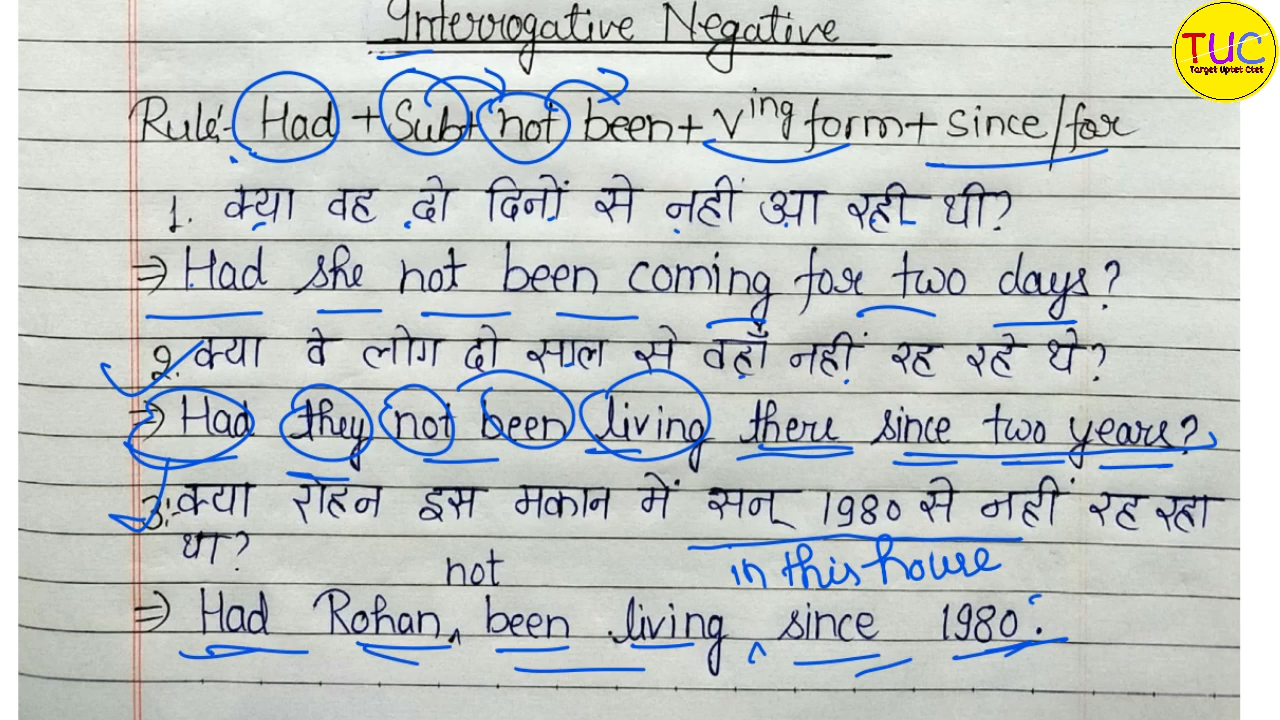 Interrogative Negative
TUC
Target Uptet Ctet
Rule:- Had + Sub + not been + Ving form + since/for
1. क्या वह दो दिनों से नहीं आ रही थी?
⇒ Had she not been coming for two days?
2. क्या वे लोग दो साल से वहाँ नहीं रह रहे थे?
⇒ Had they not been living there since two years?
3. क्या रोहन इस मकान में सन् 1980 से नहीं रह रहा
था?
not in this house
⇒ Had Rohan ^ been living ^ since 1980?